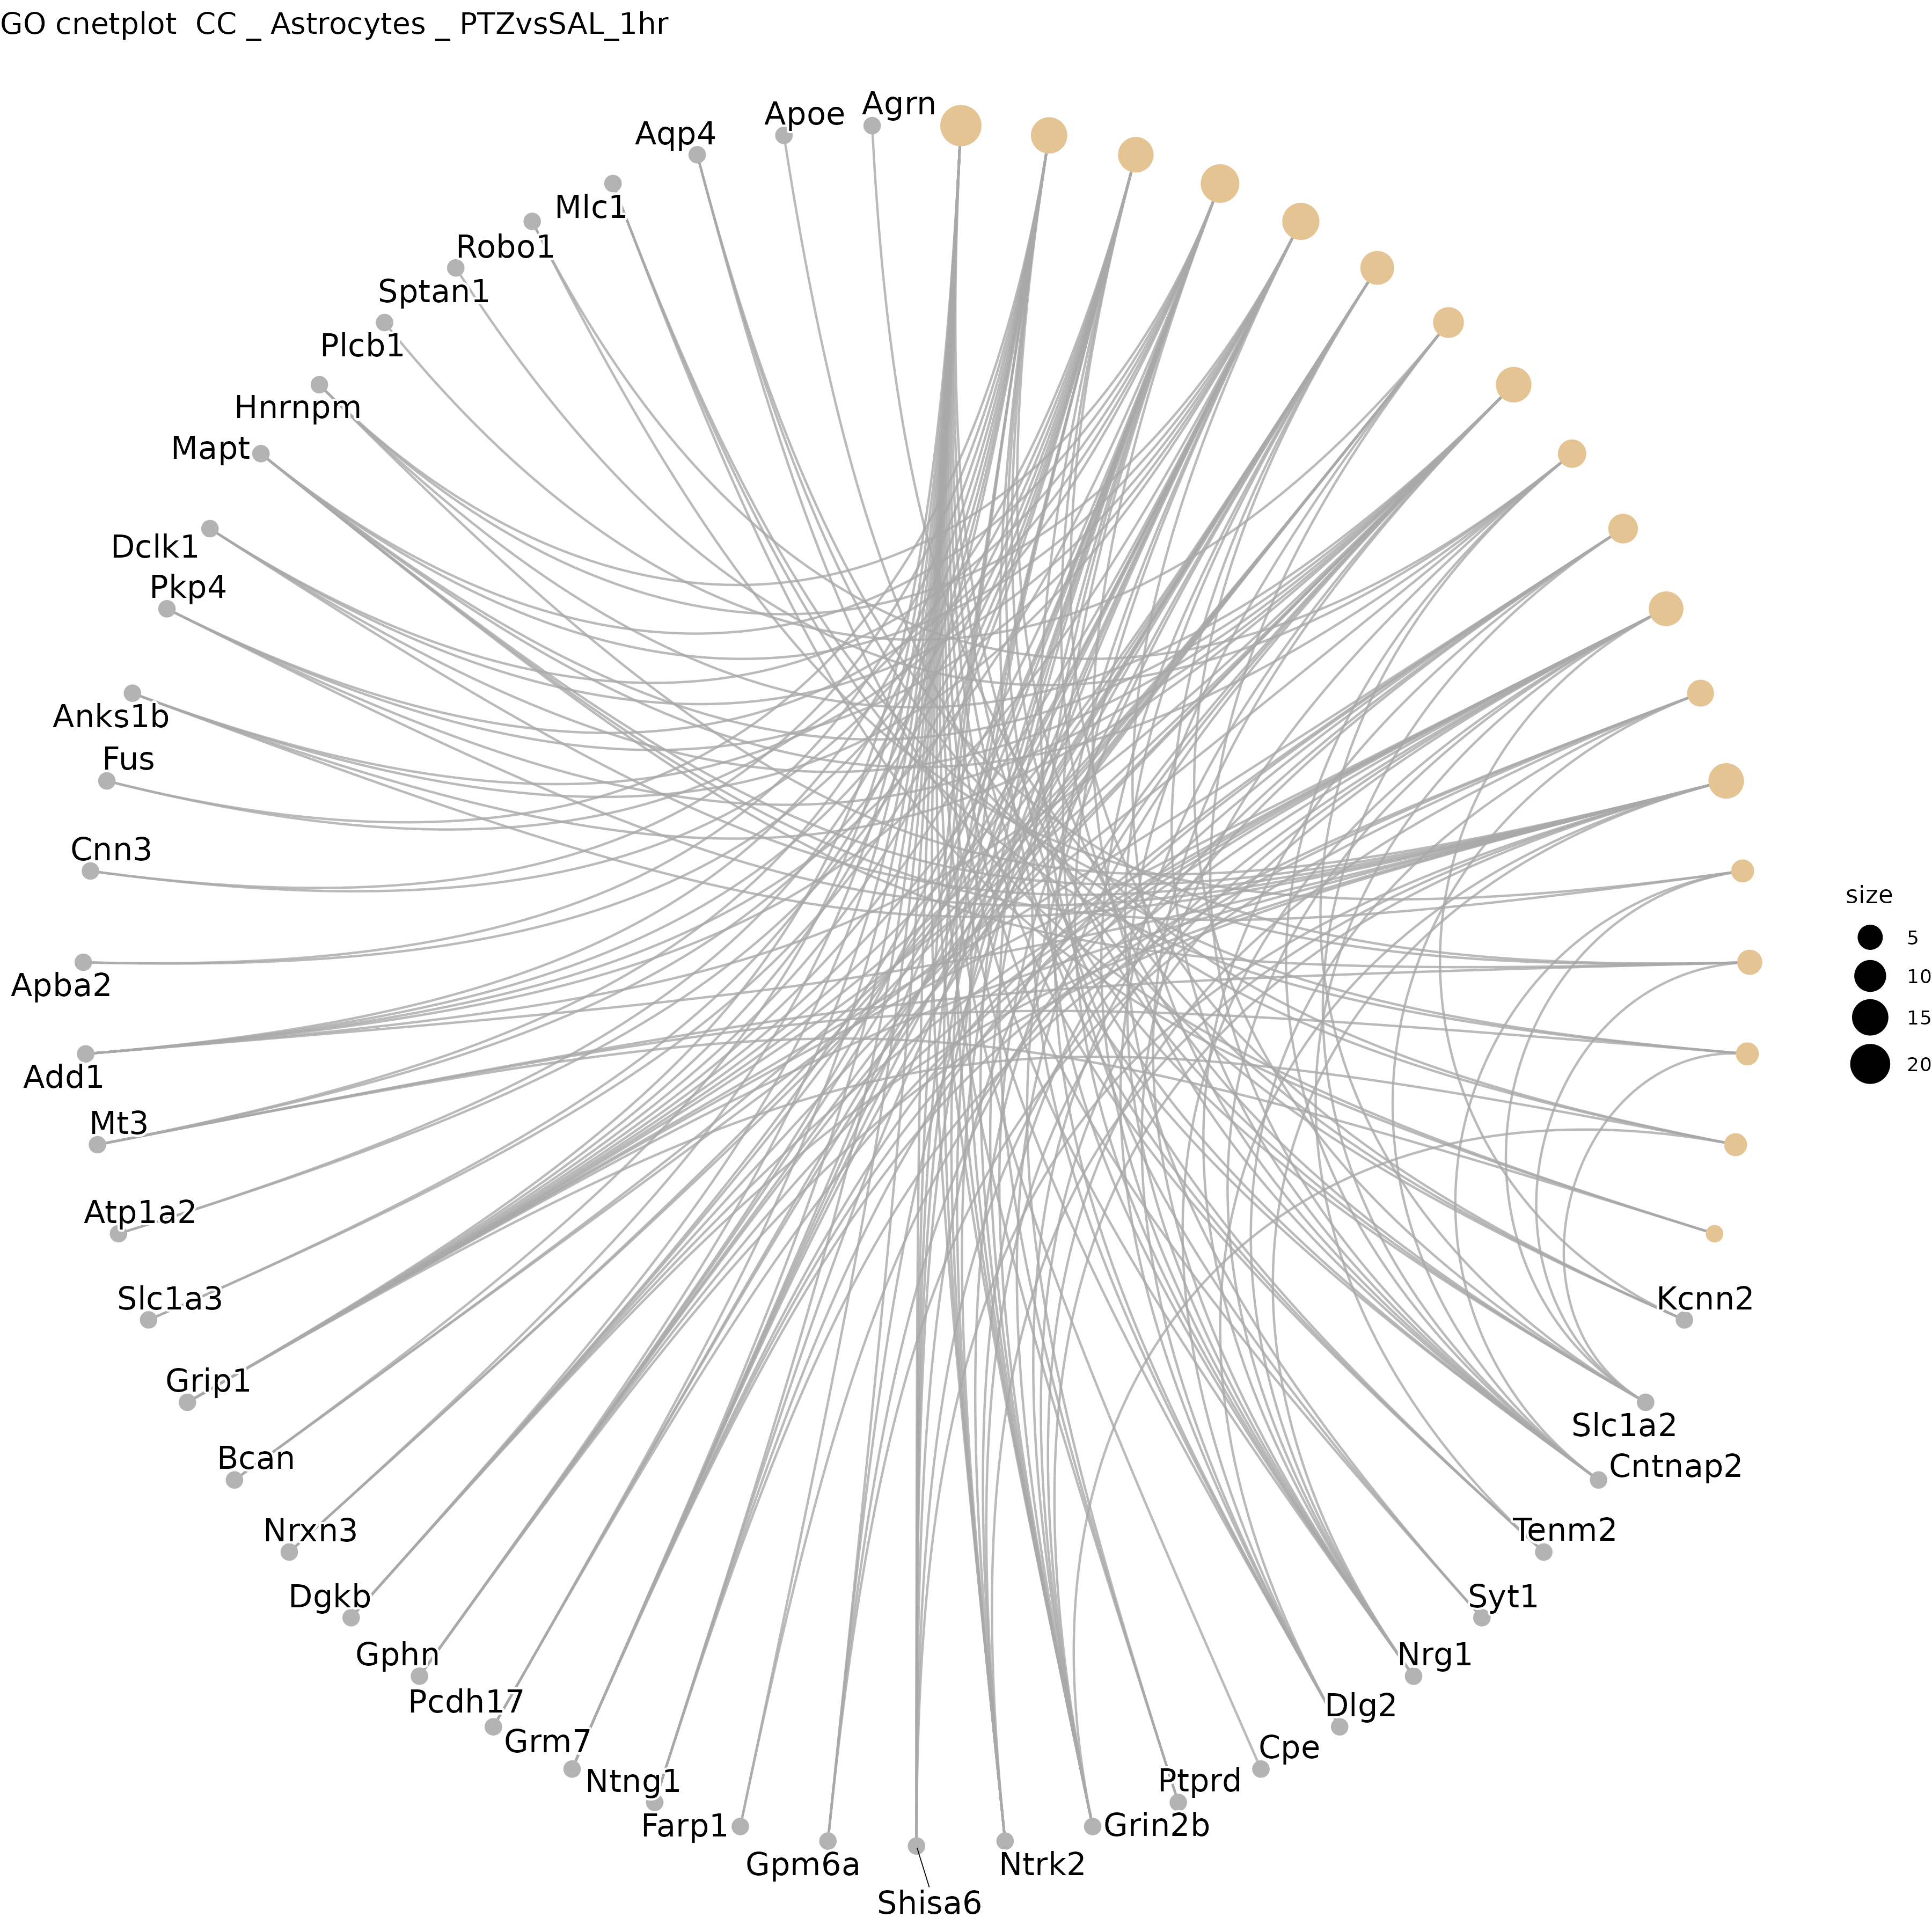 GO cnetplot  CC _ Astrocytes _ PTZvsSAL_1hr
Agrn
Apoe
Aqp4
Mlc1
Robo1
Sptan1
Plcb1
Hnrnpm
Mapt
Dclk1
Pkp4
Anks1b
Fus
Cnn3
Apba2
Add1
Mt3
Atp1a2
Slc1a3
Grip1
Bcan
Nrxn3
Dgkb
Gphn
Pcdh17
Grm7
Ntng1
Farp1
Gpm6a
Shisa6
Ntrk2
Grin2b
Ptprd
Cpe
Dlg2
Nrg1
Syt1
Tenm2
Cntnap2
Slc1a2
Kcnn2
size
5
10
15
20